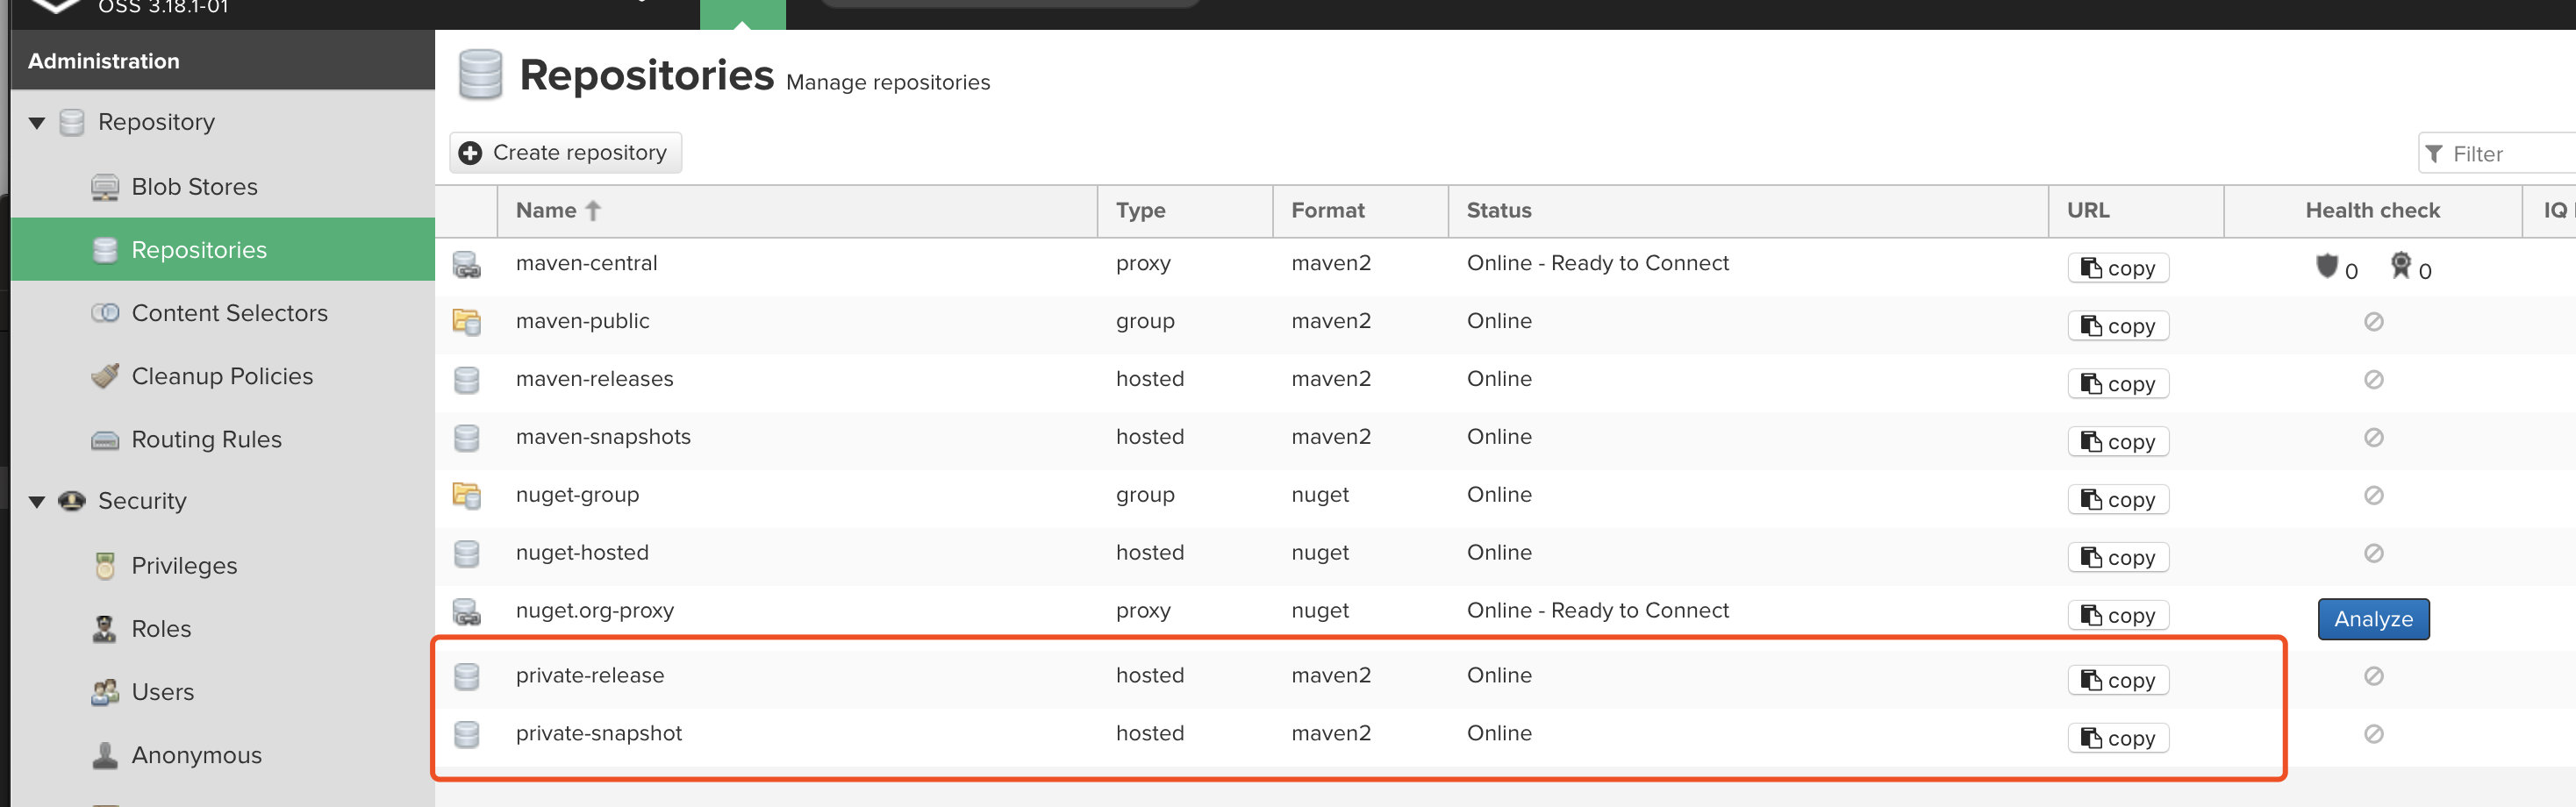 OSS 3.18.1-01
Administration
Repositories Manage repositories
Repository
Create repository
Filter
Blob Stores
Name Type Format Status URL Health check IQ
Repositories
maven-central proxy maven2 Online - Ready to Connect copy 0 0
Content Selectors
maven-public group maven2 Online copy
Cleanup Policies
maven-releases hosted maven2 Online copy
Routing Rules
maven-snapshots hosted maven2 Online copy
Security
nuget-group group nuget Online copy
Privileges
nuget-hosted hosted nuget Online copy
Roles
nuget.org-proxy proxy nuget Online - Ready to Connect copy Analyze
Users
private-release hosted maven2 Online copy
Anonymous
private-snapshot hosted maven2 Online copy